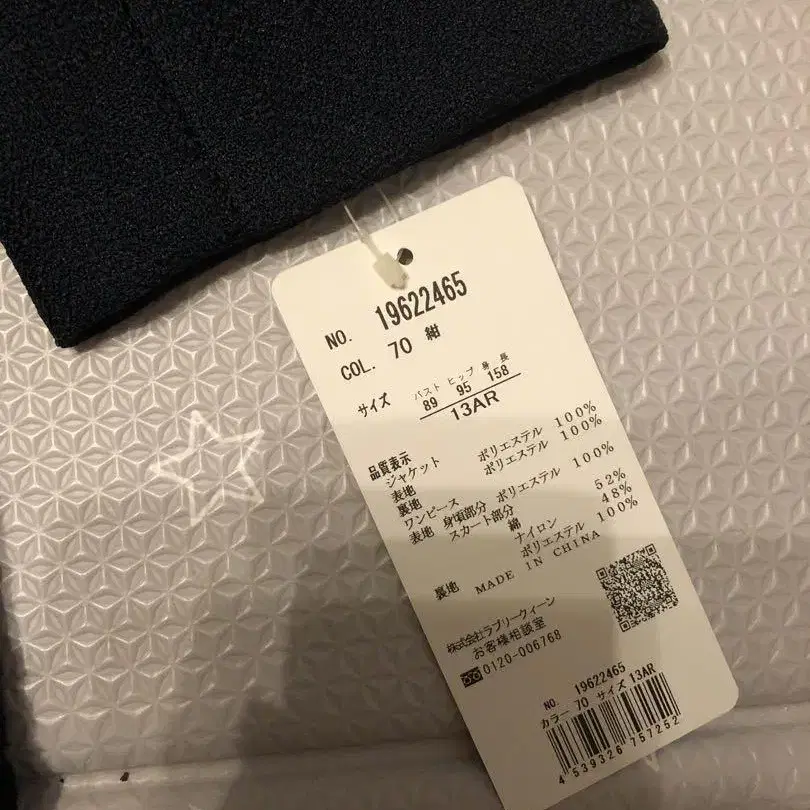 NO. 19622465
COL. 70 紺
サイズ
バスト ヒップ 身長
89 95 158
13AR
品質表示
ジャケット
表地 ポリエステル 100%
裏地 ポリエステル 100%
ワンピース
表地 身頃部分 ポリエステル 100%
スカート部分 綿 52%
ナイロン 48%
裏地 ポリエステル 100%
MADE IN CHINA
株式会社ラブリークィーン
お客様相談室
0120-006768
NO. 19622465
カラー 70 サイズ 13AR
4 539326 757252